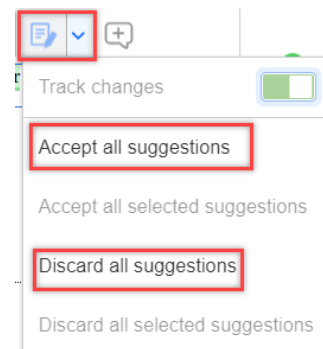 Track changes
Accept all suggestions
Accept all selected suggestions
Discard all suggestions
Discard all selected suggestions